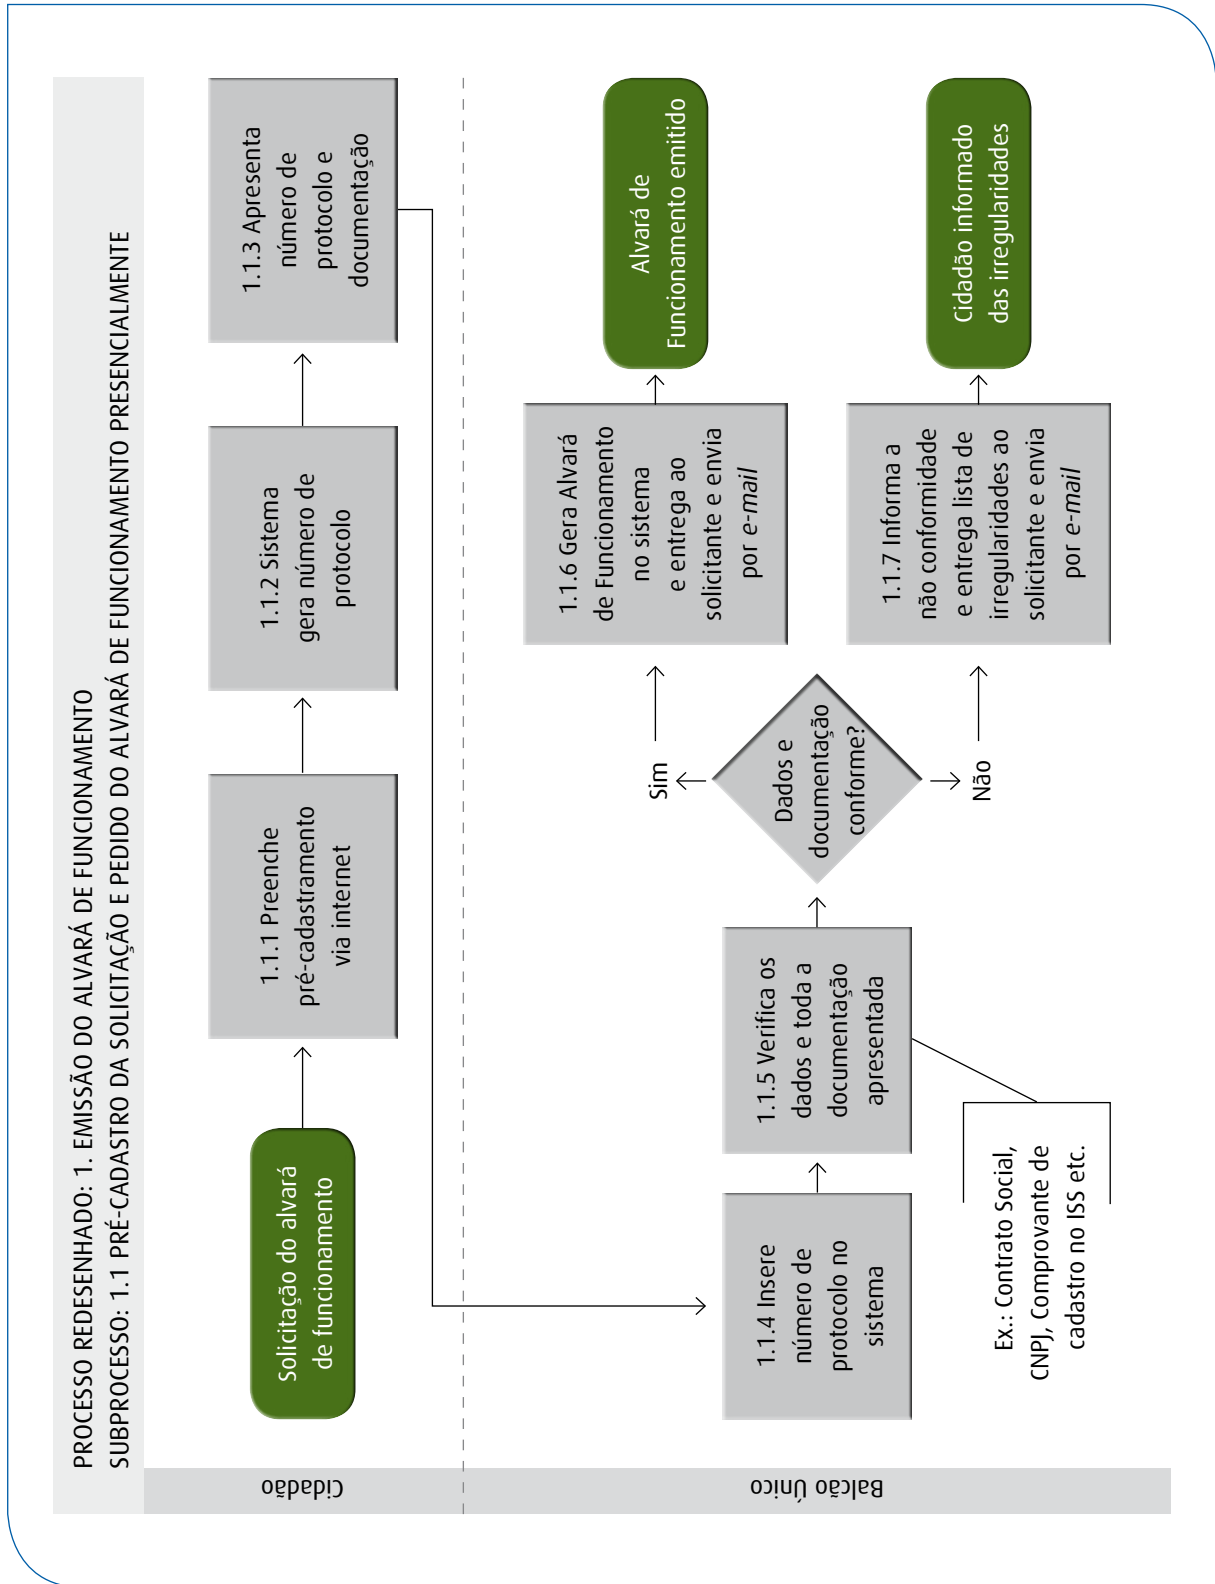 PROCESSO REDESENHADO: 1. EMISSÃO DO ALVARÁ DE FUNCIONAMENTO
SUBPROCESSO: 1.1 PRÉ-CADASTRO DA SOLICITAÇÃO E PEDIDO DO ALVARÁ DE FUNCIONAMENTO PRESENCIALMENTE
Cidadão
Solicitação do alvará
de funcionamento
1.1.1 Preenche
pré-cadastramento
via internet
1.1.2 Sistema
gera número de
protocolo
1.1.3 Apresenta
número de
protocolo e
documentação
Balcão Único
1.1.4 Insere
número de
protocolo no
sistema
1.1.5 Verifica os
dados e toda a
documentação
apresentada
Ex.: Contrato Social,
CNPJ, Comprovante de
cadastro no ISS etc.
Dados e
documentação
conforme?
Sim
1.1.6 Gera Alvará
de Funcionamento
no sistema
e entrega ao
solicitante e envia
por e-mail
Alvará de
Funcionamento emitido
Não
1.1.7 Informa a
não conformidade
e entrega lista de
irregularidades ao
solicitante e envia
por e-mail
Cidadão informado
das irregularidades